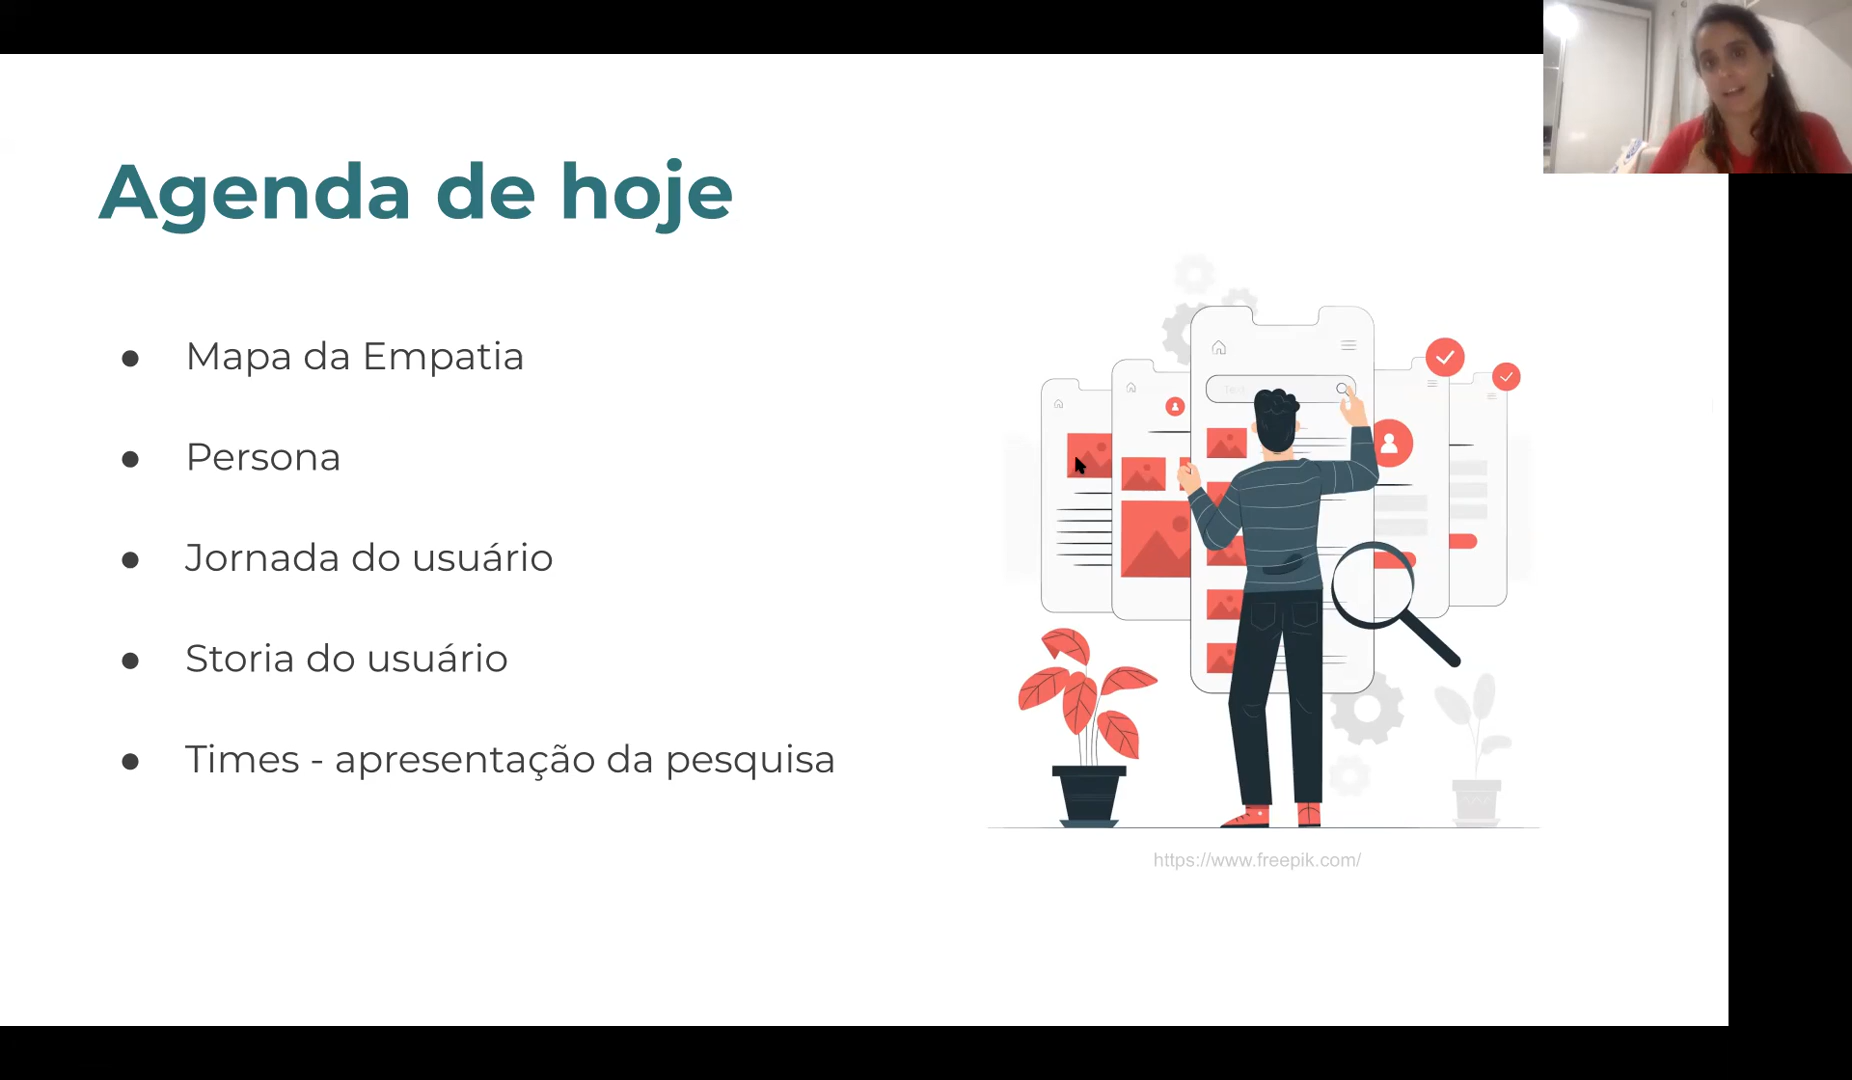 Agenda de hoje
Mapa da Empatia
Persona
Jornada do usuário
Storia do usuário
Times - apresentação da pesquisa
https://www.freepik.com/